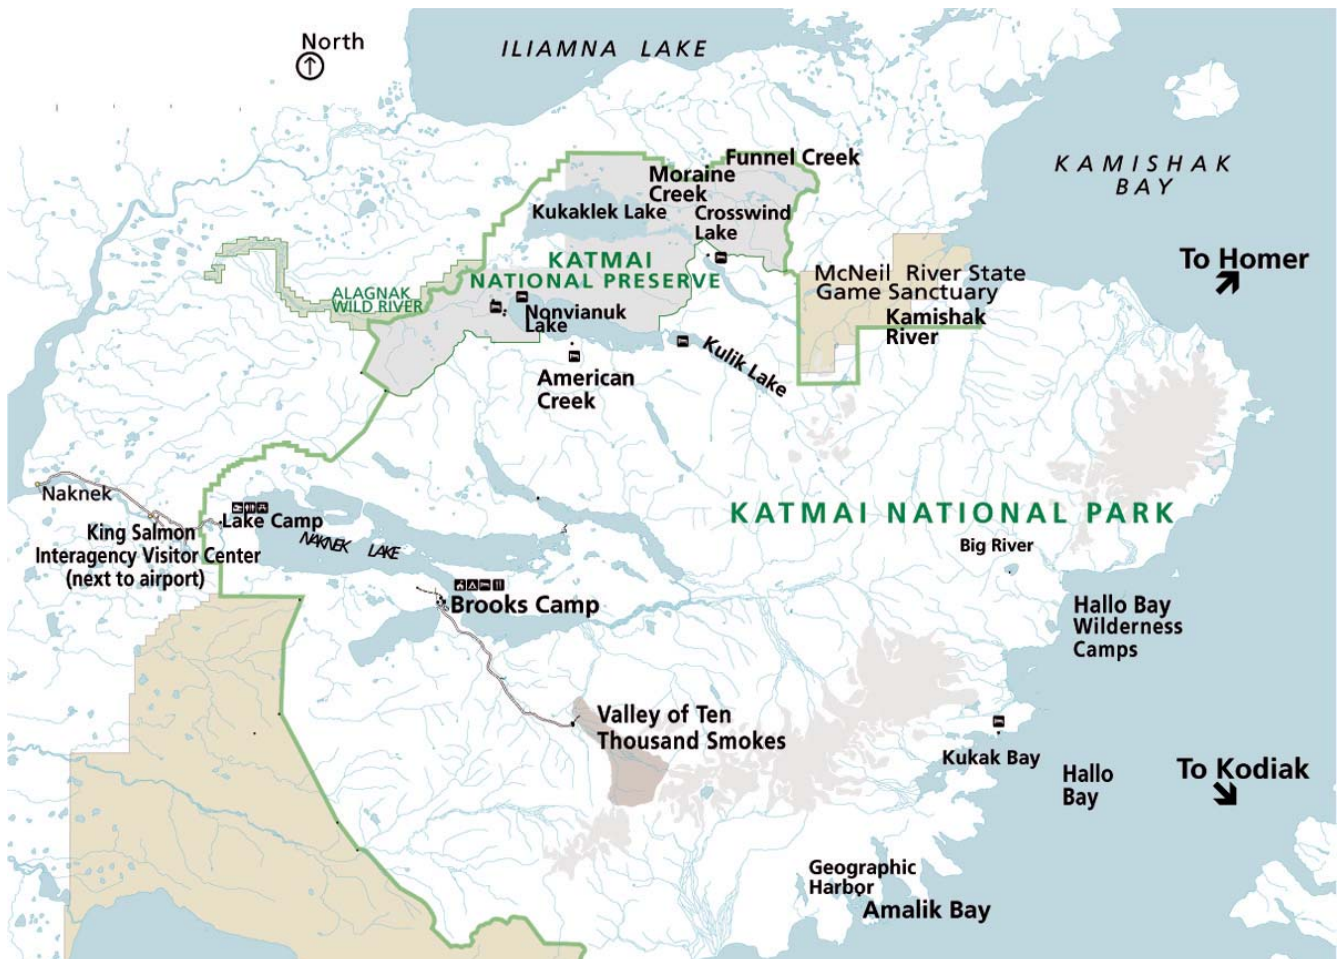 North
ILIAMNA LAKE
KAMISHAK
BAY
Funnel Creek
Moraine
Creek
Kukaklek Lake
Crosswind
Lake
KATMAI
NATIONAL PRESERVE
ALAGNAK
WILD RIVER
Nonvianuk
Lake
McNeil River State
Game Sanctuary
Kamishak
River
To Homer
Kulik Lake
American
Creek
Naknek
King Salmon
Interagency Visitor Center
(next to airport)
Lake Camp
NAKNEK LAKE
KATMAI NATIONAL PARK
Big River
Brooks Camp
Hallo Bay
Wilderness
Camps
Valley of Ten
Thousand Smokes
Kukak Bay
Hallo
Bay
To Kodiak
Geographic
Harbor
Amalik Bay